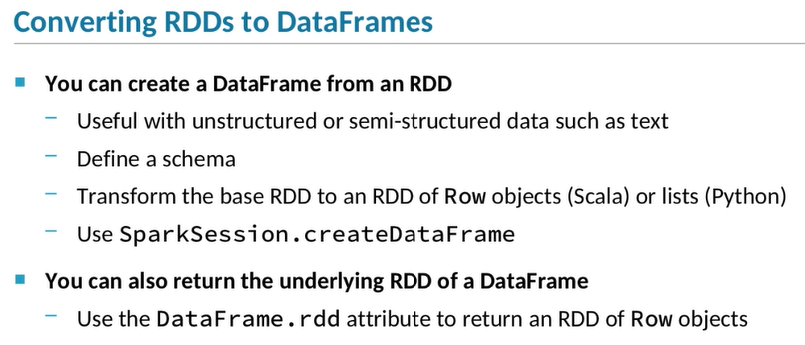 Converting RDDs to DataFrames
You can create a DataFrame from an RDD
Useful with unstructured or semi-structured data such as text
Define a schema
Transform the base RDD to an RDD of Row objects (Scala) or lists (Python)
Use SparkSession.createDataFrame
You can also return the underlying RDD of a DataFrame
Use the DataFrame.rdd attribute to return an RDD of Row objects